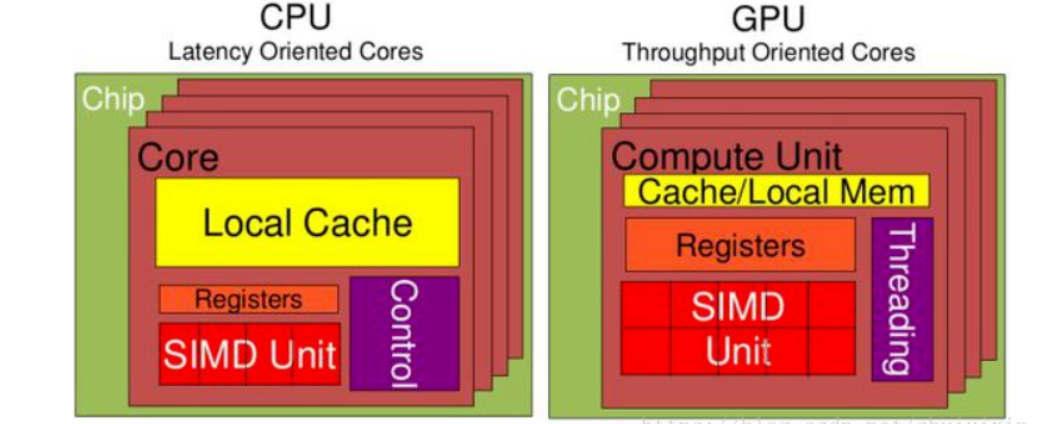 CPU
Latency Oriented Cores
Chip
Core
Local Cache
Registers
SIMD Unit
Control
GPU
Throughput Oriented Cores
Chip
Compute Unit
Cache/Local Mem
Registers
SIMD
Unit
Threading